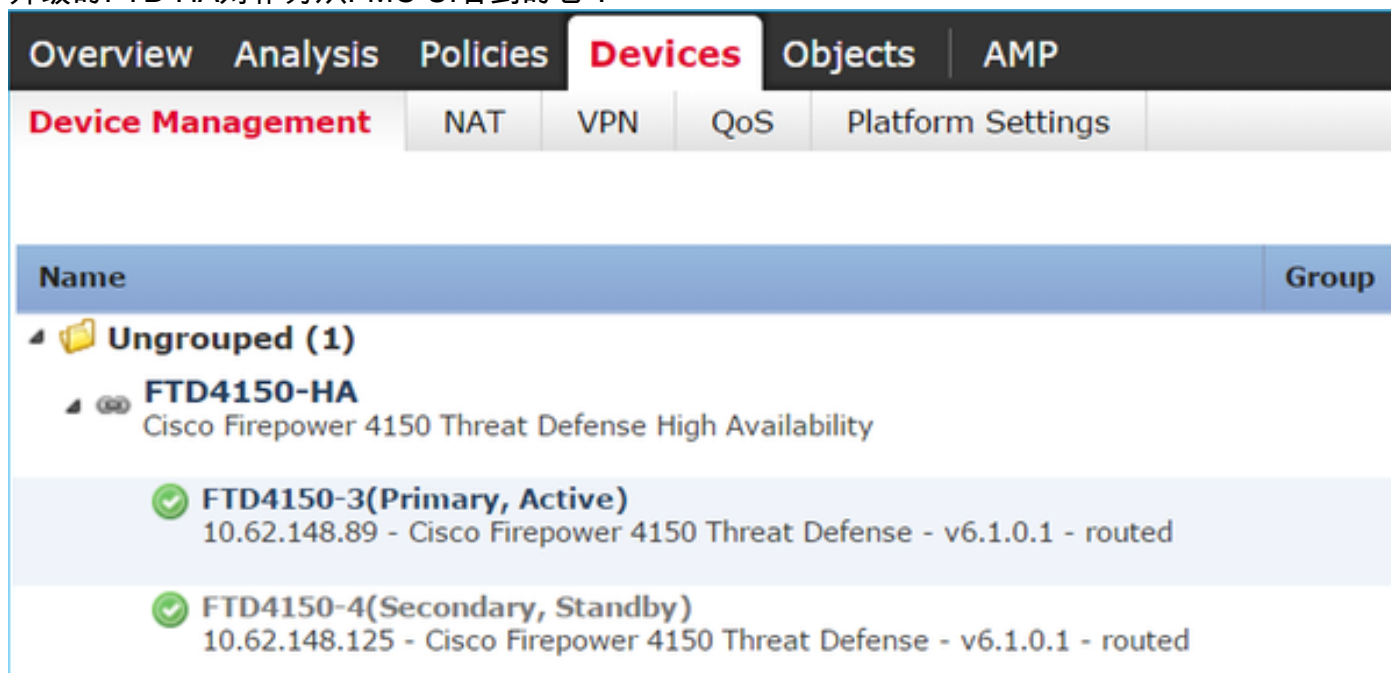 Overview Analysis Policies Devices Objects AMP
Device Management NAT VPN QoS Platform Settings
Name Group
Ungrouped (1)
FTD4150-HA
Cisco Firepower 4150 Threat Defense High Availability
FTD4150-3(Primary, Active)
10.62.148.89 - Cisco Firepower 4150 Threat Defense - v6.1.0.1 - routed
FTD4150-4(Secondary, Standby)
10.62.148.125 - Cisco Firepower 4150 Threat Defense - v6.1.0.1 - routed